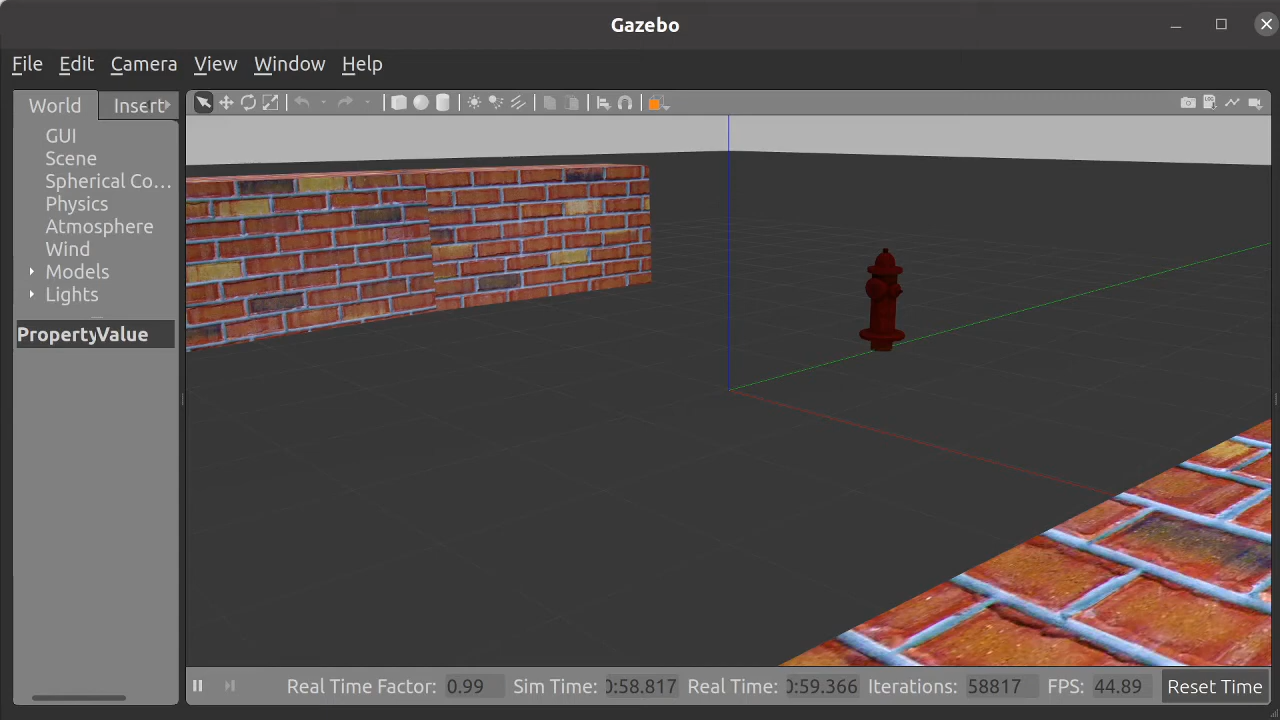 Gazebo
File Edit Camera View Window Help
World Insert
GUI
Scene
Spherical Co...
Physics
Atmosphere
Wind
Models
Lights
Property Value
Real Time Factor: 0.99 Sim Time: 0:58.817 Real Time: 0:59.366 Iterations: 58817 FPS: 44.89 Reset Time